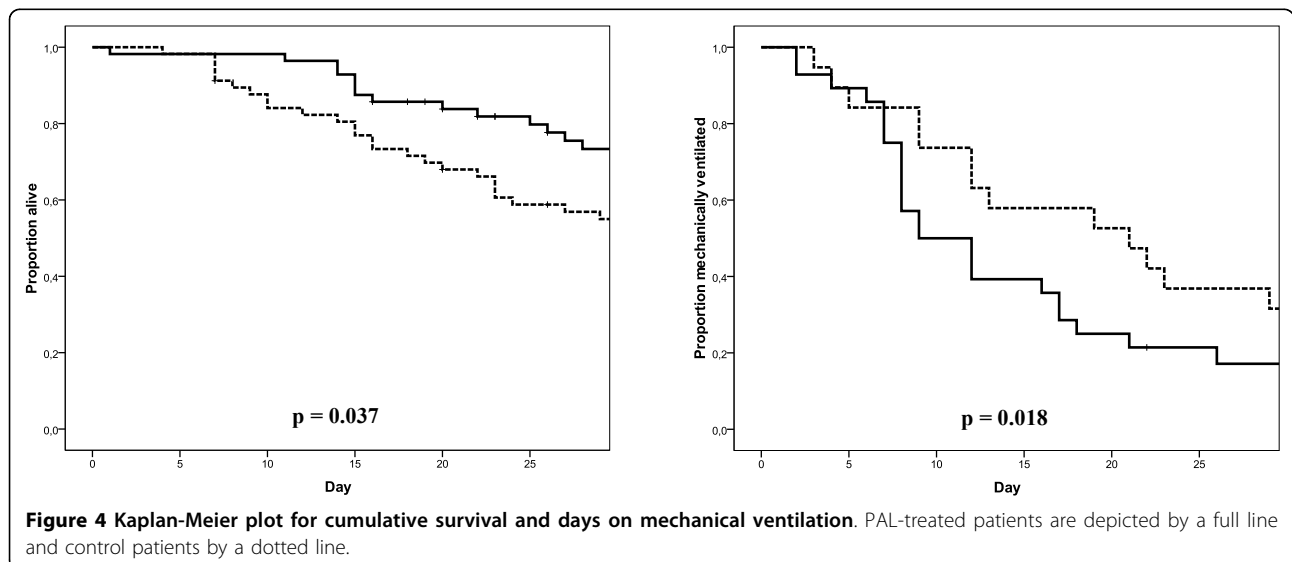 1,0
0,8
0,6
0,4
0,2
0,0
Proportion alive
p = 0.037
0 5 10 15 20 25
Day
1,0
0,8
0,6
0,4
0,2
0,0
Proportion mechanically ventilated
p = 0.018
0 5 10 15 20 25
Day
Figure 4 Kaplan-Meier plot for cumulative survival and days on mechanical ventilation. PAL-treated patients are depicted by a full line
and control patients by a dotted line.